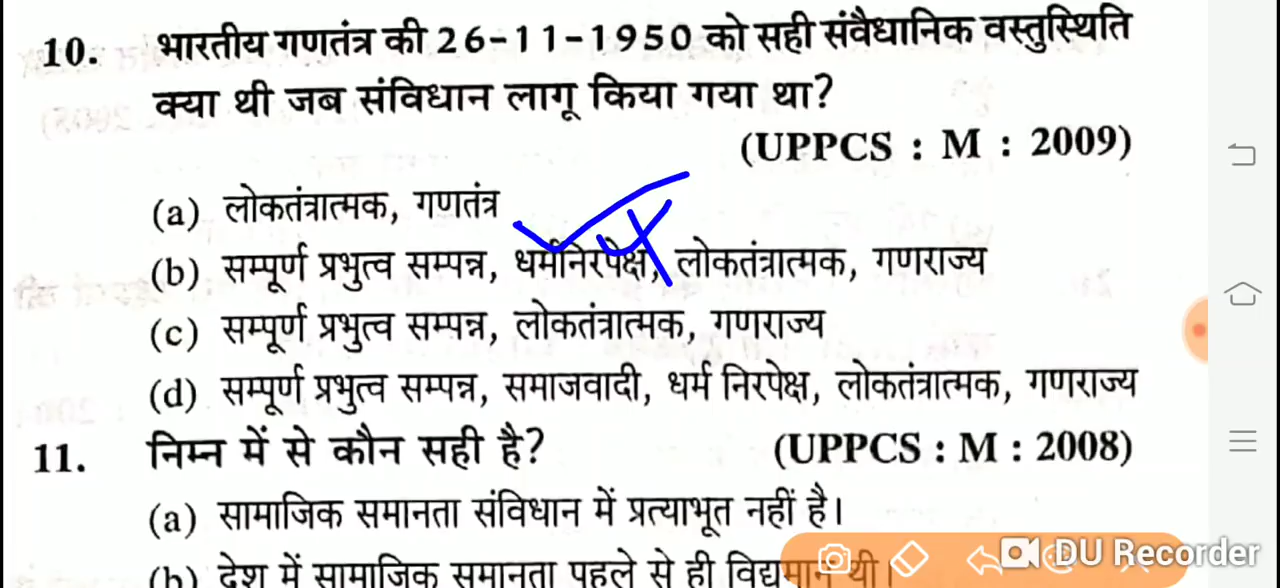 10. भारतीय गणतंत्र की 26-11-1950 को सही संवैधानिक वस्तुस्थिति
क्या थी जब संविधान लागू किया गया था?
(UPPCS : M : 2009)
(a) लोकतंत्रात्मक, गणतंत्र
(b) सम्पूर्ण प्रभुत्व सम्पन्न, धर्मनिरपेक्ष, लोकतंत्रात्मक, गणराज्य
(c) सम्पूर्ण प्रभुत्व सम्पन्न, लोकतंत्रात्मक, गणराज्य
(d) सम्पूर्ण प्रभुत्व सम्पन्न, समाजवादी, धर्म निरपेक्ष, लोकतंत्रात्मक, गणराज्य
11. निम्न में से कौन सही है? (UPPCS : M : 2008)
(a) सामाजिक समानता संविधान में प्रत्याभूत नहीं है।
(b) देश में सामाजिक समानता पहले से ही विद्यमान थी।
DU Recorder